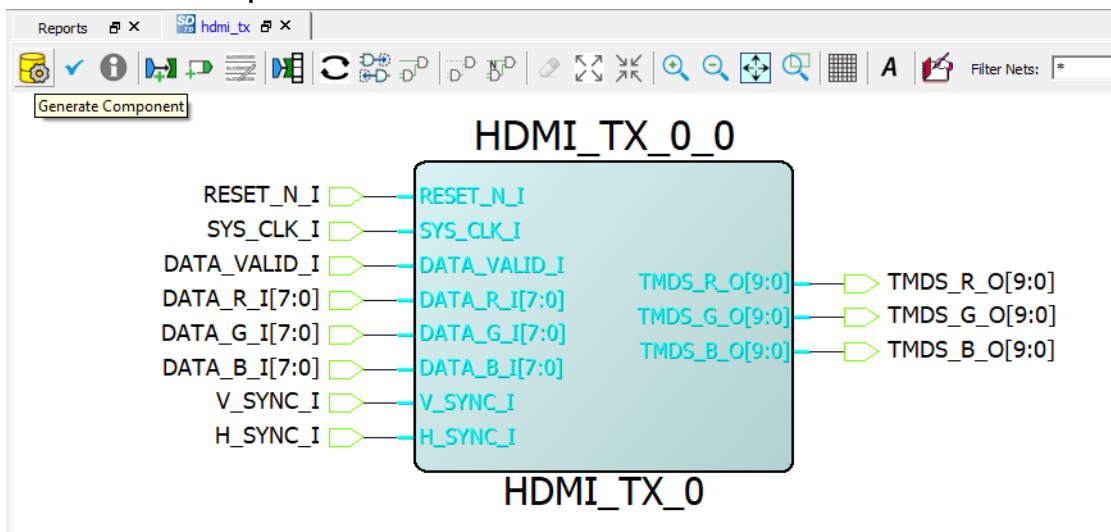 Reports hdmi_tx
Filter Nets: *
Generate Component
HDMI_TX_0_0
RESET_N_I RESET_N_I
SYS_CLK_I SYS_CLK_I
DATA_VALID_I DATA_VALID_I
DATA_R_I[7:0] DATA_R_I[7:0] TMDS_R_O[9:0] TMDS_R_O[9:0]
DATA_G_I[7:0] DATA_G_I[7:0] TMDS_G_O[9:0] TMDS_G_O[9:0]
DATA_B_I[7:0] DATA_B_I[7:0] TMDS_B_O[9:0] TMDS_B_O[9:0]
V_SYNC_I V_SYNC_I
H_SYNC_I H_SYNC_I
HDMI_TX_0